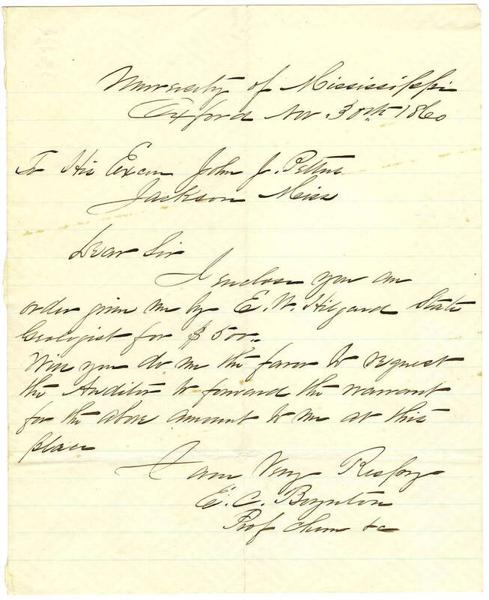 University of Mississippi
Oxford Nov. 30th 1860
To His Excen John J. Pettus
Jackson Miss
Dear Sir
I enclose you an
order given me by E. W. Hilgard State
Geologist for $500.
Will you do me the favor to request
the Auditor to forward the warrant
for the above amount to me at this
place
I am Very Respy
E. C. Boynton
Prof Chem &c